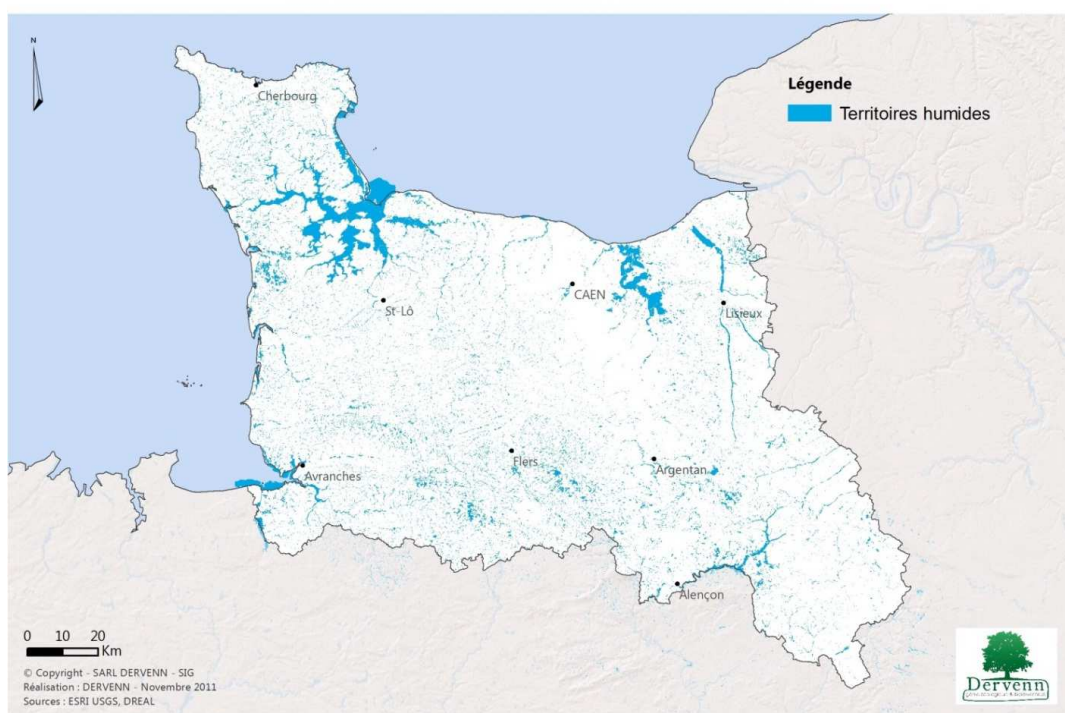 N
Légende
Territoires humides
Cherbourg
CAEN
St-Lô
Lisieux
Flers
Argentan
Avranches
Alençon
0 10 20
Km
© Copyright - SARL DERVENN - SIG
Réalisation : DERVENN - Novembre 2011
Sources : ESRI USGS, DREAL
Dervenn